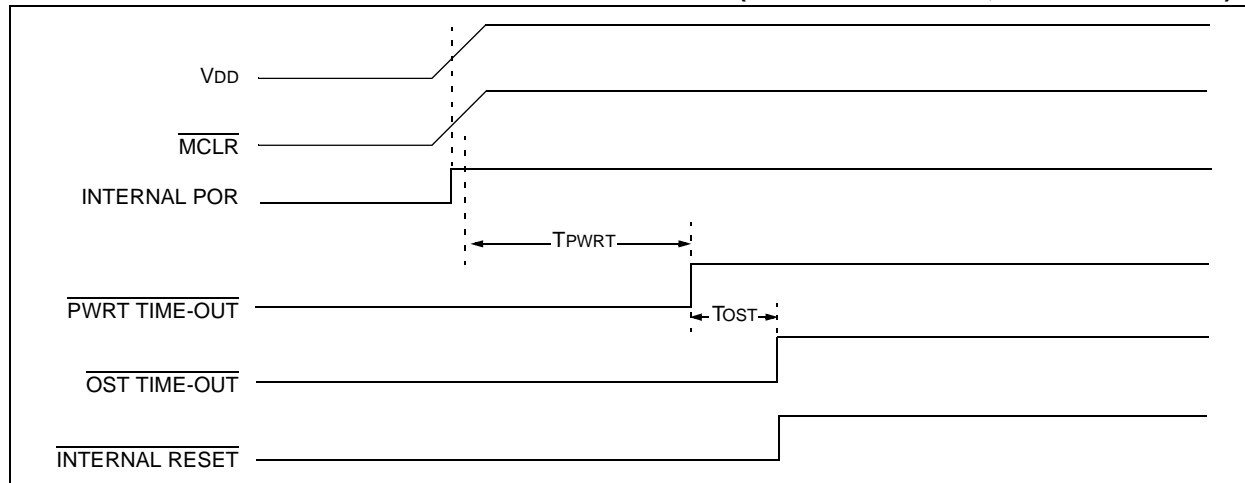 VDD
MCLR
INTERNAL POR
TPWRT
PWRT TIME-OUT
TOST
OST TIME-OUT
INTERNAL RESET